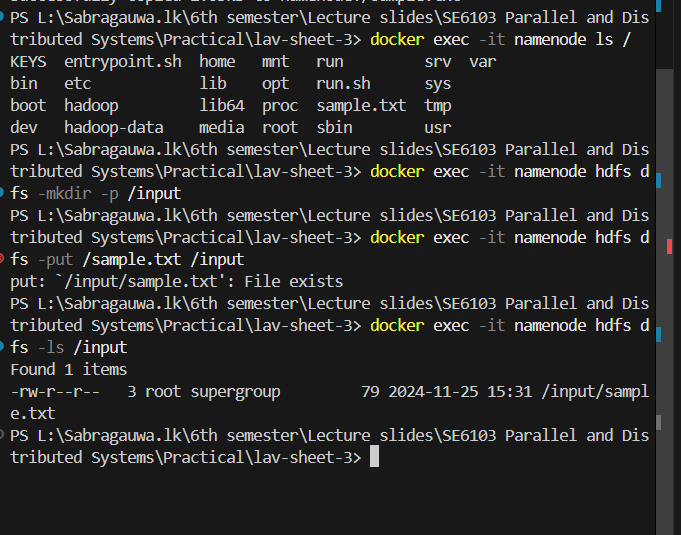 PS L:\Sabragauwa.lk\6th semester\Lecture slides\SE6103 Parallel and Dis
tributed Systems\Practical\lav-sheet-3> docker exec -it namenode ls /
KEYS  entrypoint.sh  home   mnt   run         srv  var
bin   etc            lib    opt   run.sh      sys
boot  hadoop         lib64  proc  sample.txt  tmp
dev   hadoop-data    media  root  sbin        usr
PS L:\Sabragauwa.lk\6th semester\Lecture slides\SE6103 Parallel and Dis
tributed Systems\Practical\lav-sheet-3> docker exec -it namenode hdfs d
fs -mkdir -p /input
PS L:\Sabragauwa.lk\6th semester\Lecture slides\SE6103 Parallel and Dis
tributed Systems\Practical\lav-sheet-3> docker exec -it namenode hdfs d
fs -put /sample.txt /input
put: `/input/sample.txt': File exists
PS L:\Sabragauwa.lk\6th semester\Lecture slides\SE6103 Parallel and Dis
tributed Systems\Practical\lav-sheet-3> docker exec -it namenode hdfs d
fs -ls /input
Found 1 items
-rw-r--r--   3 root supergroup         79 2024-11-25 15:31 /input/sampl
e.txt
PS L:\Sabragauwa.lk\6th semester\Lecture slides\SE6103 Parallel and Dis
tributed Systems\Practical\lav-sheet-3>